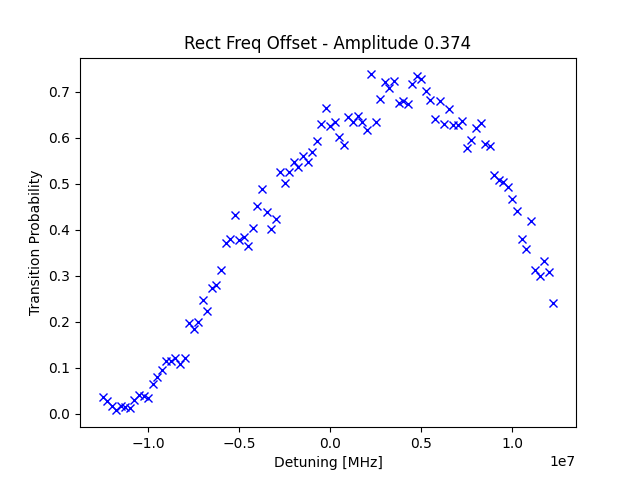 Rect Freq Offset - Amplitude 0.374
0.7
0.6
0.5
0.4
0.3
0.2
0.1
0.0
Transition Probability
−1.0 −0.5 0.0 0.5 1.0
1e7
Detuning [MHz]